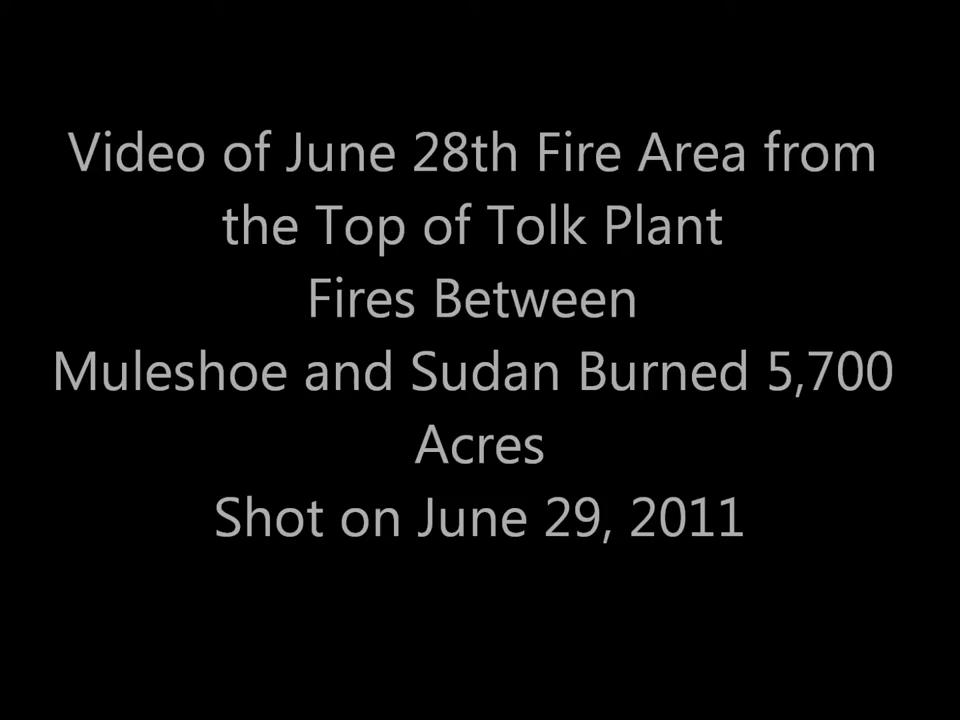 Video of June 28th Fire Area from
the Top of Tolk Plant
Fires Between
Muleshoe and Sudan Burned 5,700
Acres
Shot on June 29, 2011